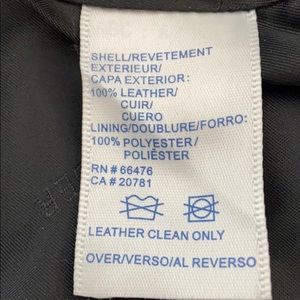 SHELL/REVETEMENT
EXTERIEUR/
CAPA EXTERIOR:
100% LEATHER/
CUIR/
CUERO
LINING/DOUBLURE/FORRO:
100% POLYESTER/
POLIÈSTER
RN # 66476
CA # 20781
LEATHER CLEAN ONLY
OVER/VERSO/AL REVERSO